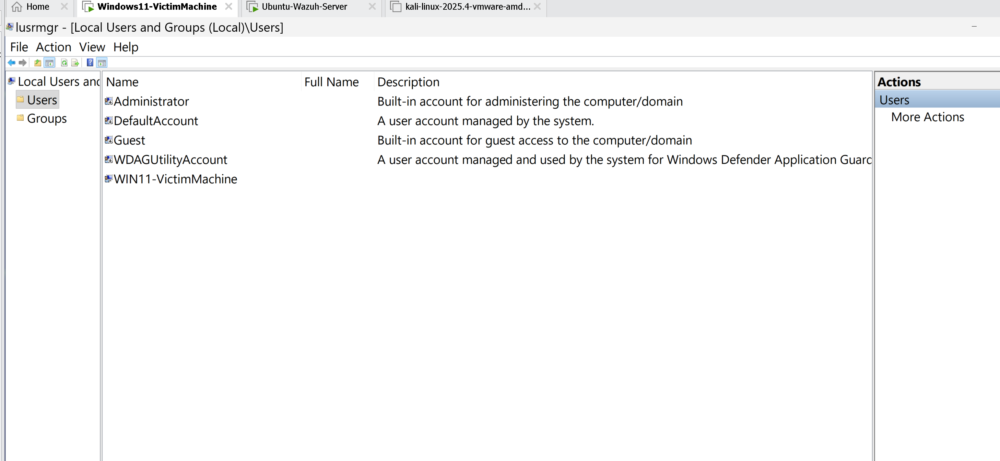 Home
Windows11-VictimMachine
Ubuntu-Wazuh-Server
kali-linux-2025.4-vmware-amd...
lusrmgr - [Local Users and Groups (Local)\Users]
File Action View Help
Local Users and
Users
Groups
Name Full Name Description
Administrator Built-in account for administering the computer/domain
DefaultAccount A user account managed by the system.
Guest Built-in account for guest access to the computer/domain
WDAGUtilityAccount A user account managed and used by the system for Windows Defender Application Guard
WIN11-VictimMachine
Actions
Users
More Actions